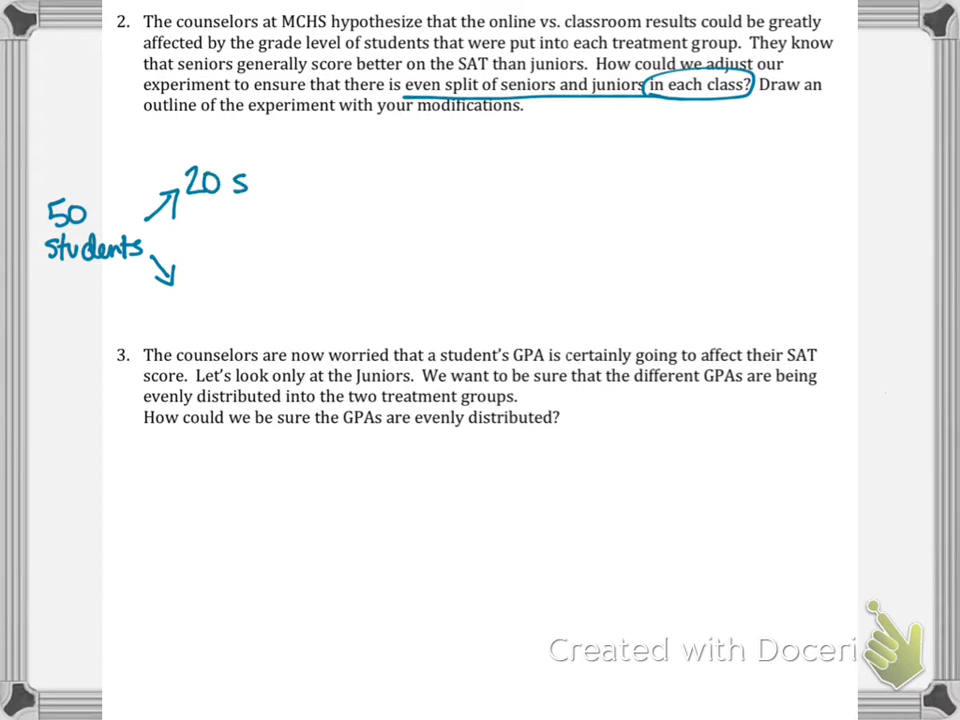 2. The counselors at MCHS hypothesize that the online vs. classroom results could be greatly
affected by the grade level of students that were put into each treatment group. They know
that seniors generally score better on the SAT than juniors. How could we adjust our
experiment to ensure that there is even split of seniors and juniors in each class? Draw an
outline of the experiment with your modifications.
20 s
50
students
3. The counselors are now worried that a student's GPA is certainly going to affect their SAT
score. Let's look only at the Juniors. We want to be sure that the different GPAs are being
evenly distributed into the two treatment groups.
How could we be sure the GPAs are evenly distributed?
Created with Doceri